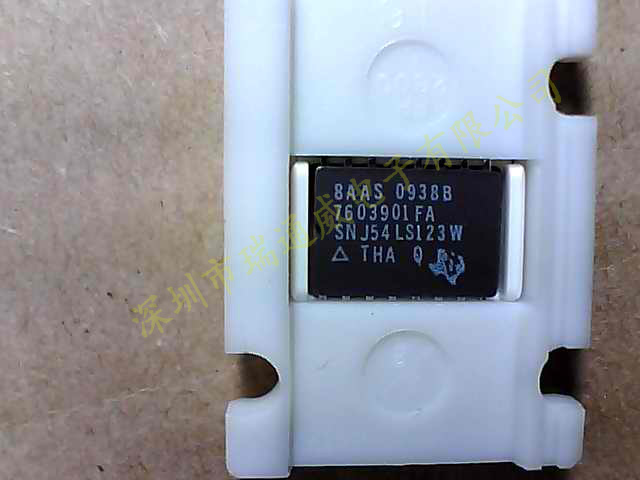 8AAS 0938B
7603901FA
SNJ54LS123W
△ THA Q
深圳市瑞通威电子有限公司